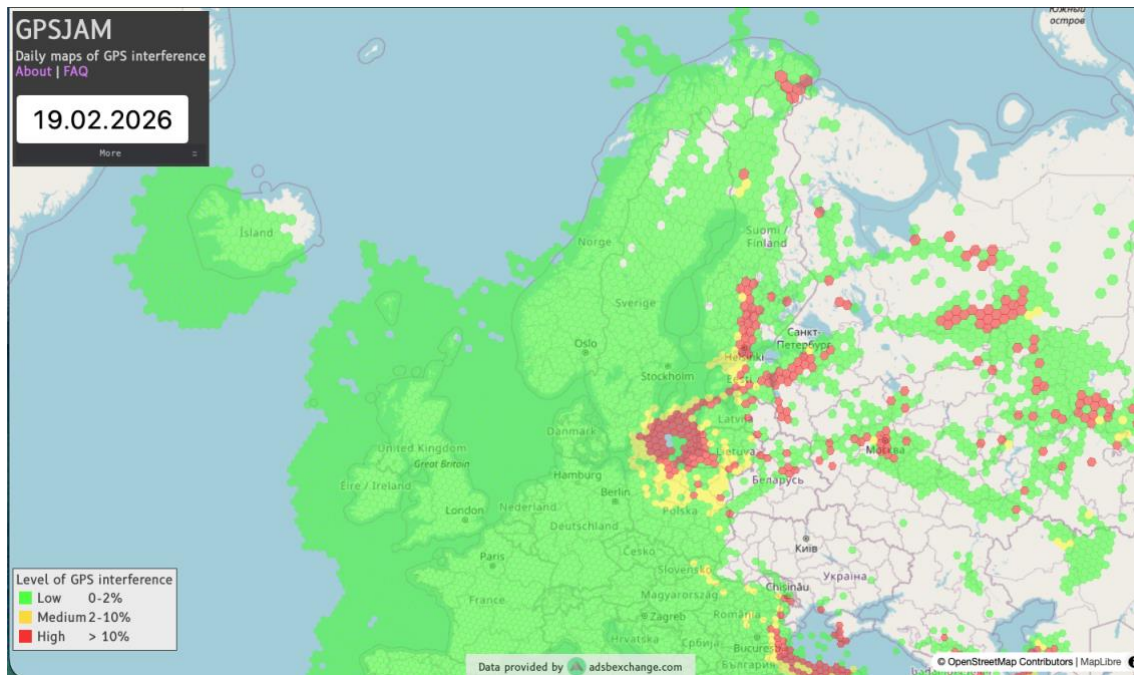 GPSJAM
Daily maps of GPS interference
About | FAQ
19.02.2026
More
Южный
остров
Ísland
Norge
Suomi /
Finland
Sverige
Санкт-
Петербург
Oslo
Helsinki
Stockholm
Eesti
Latvija
Danmark
Москва
United Kingdom
Lietuva
Great Britain
Hamburg
Беларусь
Éire / Ireland
Berlin
Nederland
London
Polska
Deutschland
Київ
Paris
Česko
Slovensko
Україна
Level of GPS interference
Low 0-2%
Medium 2-10%
High > 10%
Chișinău
Magyarország
France
România
Zagreb
Hrvatska
Србија
București
България
Data provided by adsbexchange.com
© OpenStreetMap Contributors | MapLibre